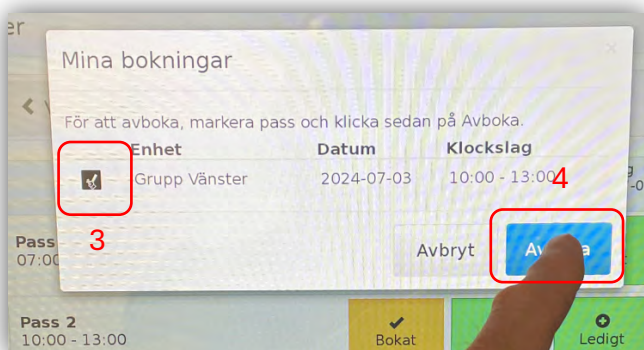 er
×
Mina bokningar
För att avboka, markera pass och klicka sedan på Avboka.
Enhet Datum Klockslag
Grupp Vänster 2024-07-03 10:00 - 13:00
3
4
Avbryt
Pass
07:00
Pass 2
10:00 - 13:00
Bokat
Ledigt